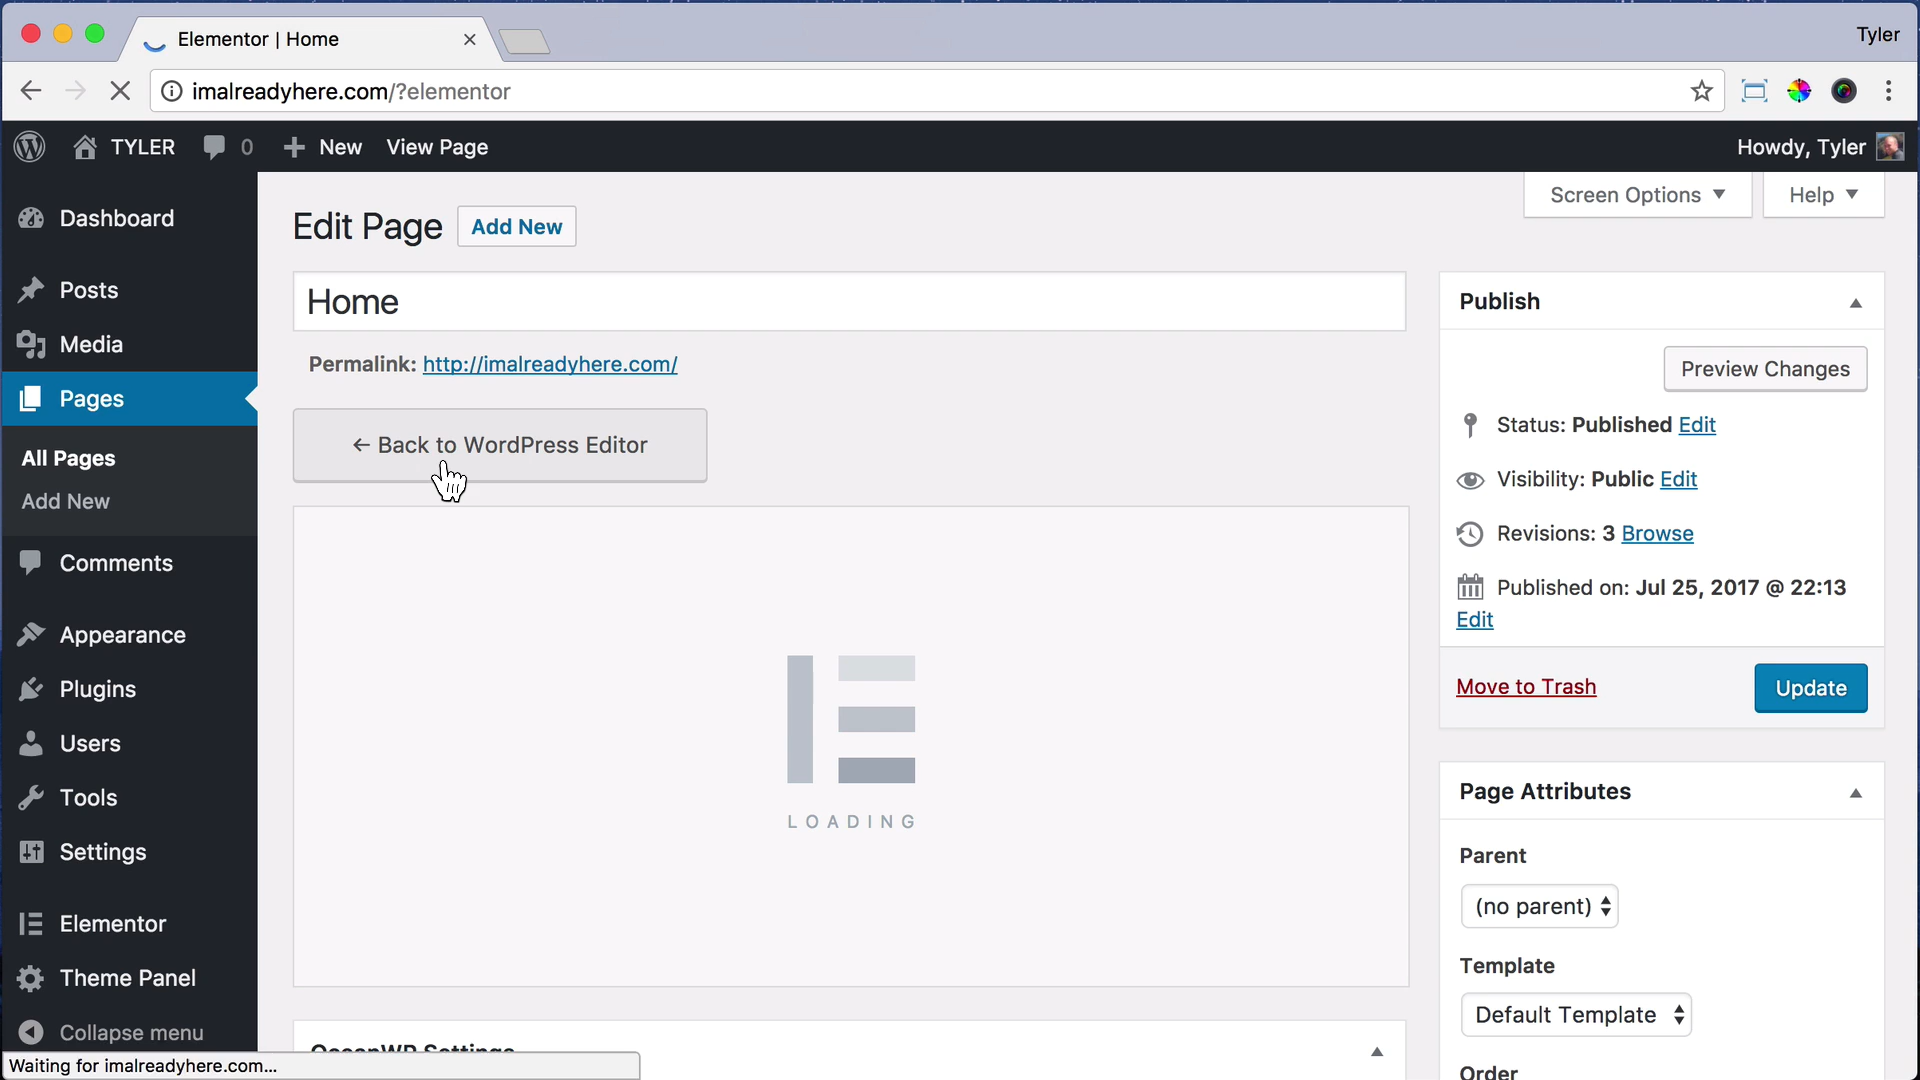 Elementor | Home
Tyler
imalreadyhere.com/?elementor
TYLER 0 New View Page
Howdy, Tyler
Screen Options
Help
Dashboard
Posts
Media
Pages
All Pages
Add New
Comments
Appearance
Plugins
Users
Tools
Settings
Elementor
Theme Panel
Collapse menu
Edit Page
Add New
Home
Permalink: http://imalreadyhere.com/
← Back to WordPress Editor
LOADING
OceanWP Settings
Publish
Preview Changes
Status: Published Edit
Visibility: Public Edit
Revisions: 3 Browse
Published on: Jul 25, 2017 @ 22:13
Edit
Move to Trash
Update
Page Attributes
Parent
(no parent)
Template
Default Template
Order
Waiting for imalreadyhere.com...